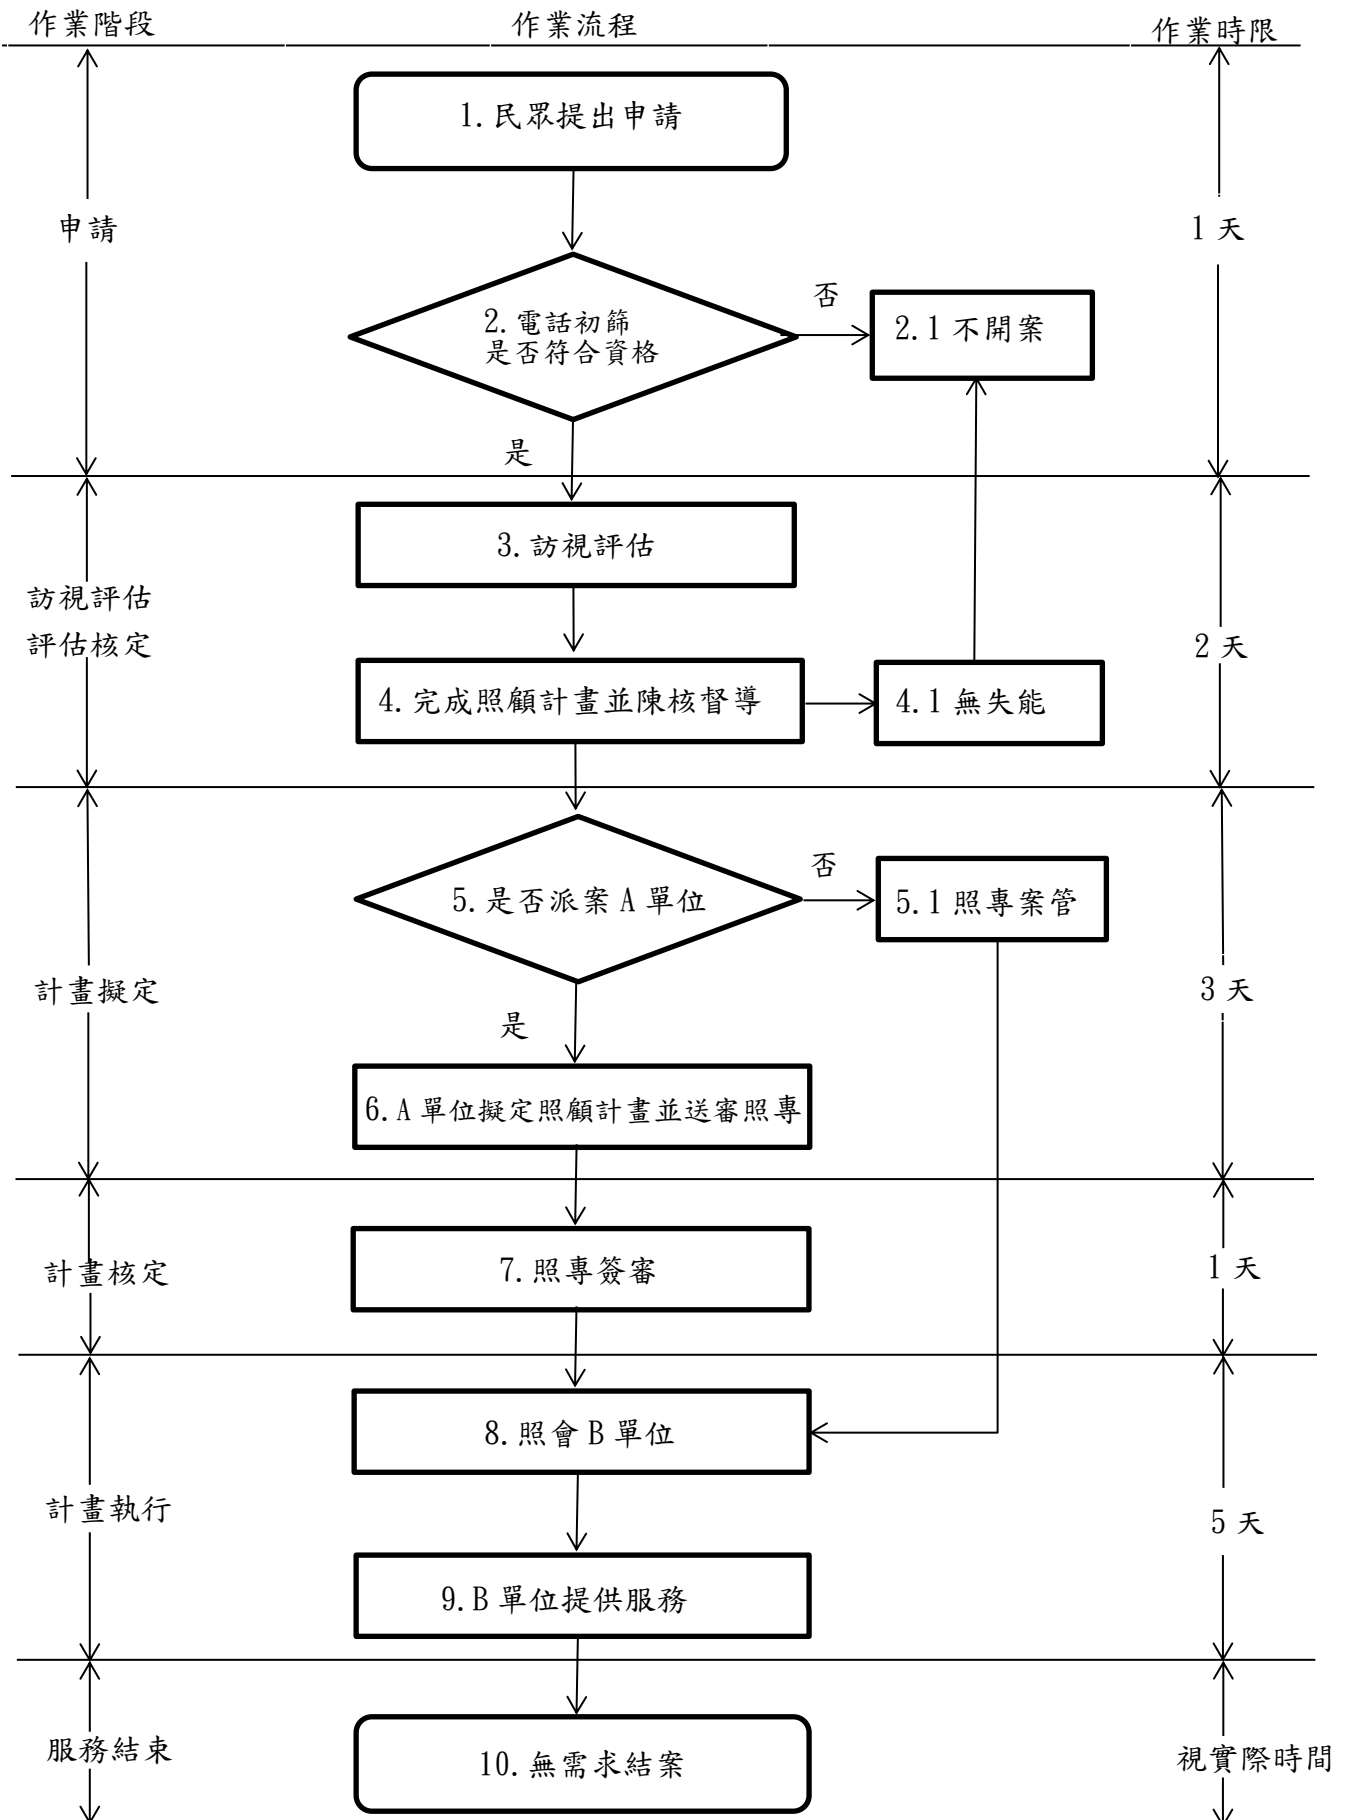 作業階段
作業流程
作業時限
1.民眾提出申請
申請
1天
2.電話初篩
是否符合資格
否
2.1不開案
是
3.訪視評估
訪視評估
評估核定
2天
4.完成照顧計畫並陳核督導
4.1無失能
5.是否派案A單位
否
5.1照專案管
計畫擬定
3天
是
6.A單位擬定照顧計畫並送審照專
7.照專簽審
計畫核定
1天
8.照會B單位
計畫執行
5天
9.B單位提供服務
服務結束
10.無需求結案
視實際時間